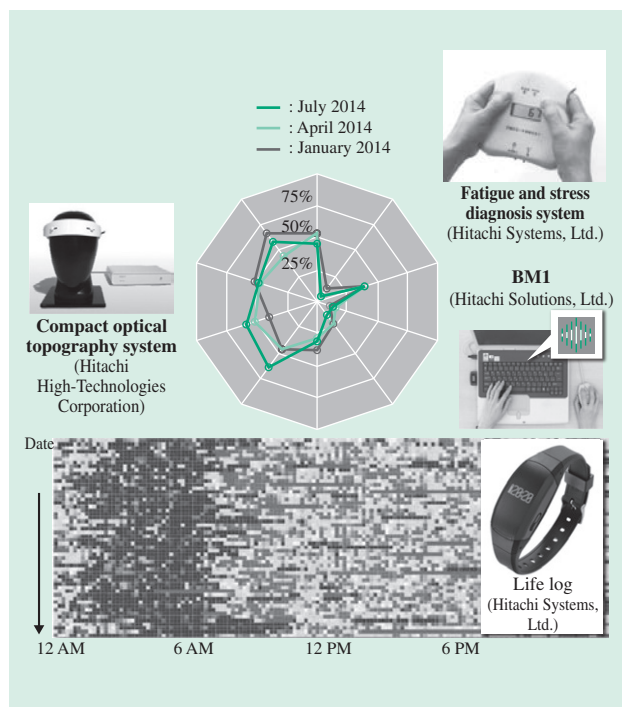 : July 2014
: April 2014
: January 2014
75%
50%
25%
Fatigue and stress
diagnosis system
(Hitachi Systems, Ltd.)
BM1
(Hitachi Solutions, Ltd.)
Compact optical
topography system
(Hitachi
High-Technologies
Corporation)
Date
Life log
(Hitachi Systems,
Ltd.)
12 AM
6 AM
12 PM
6 PM